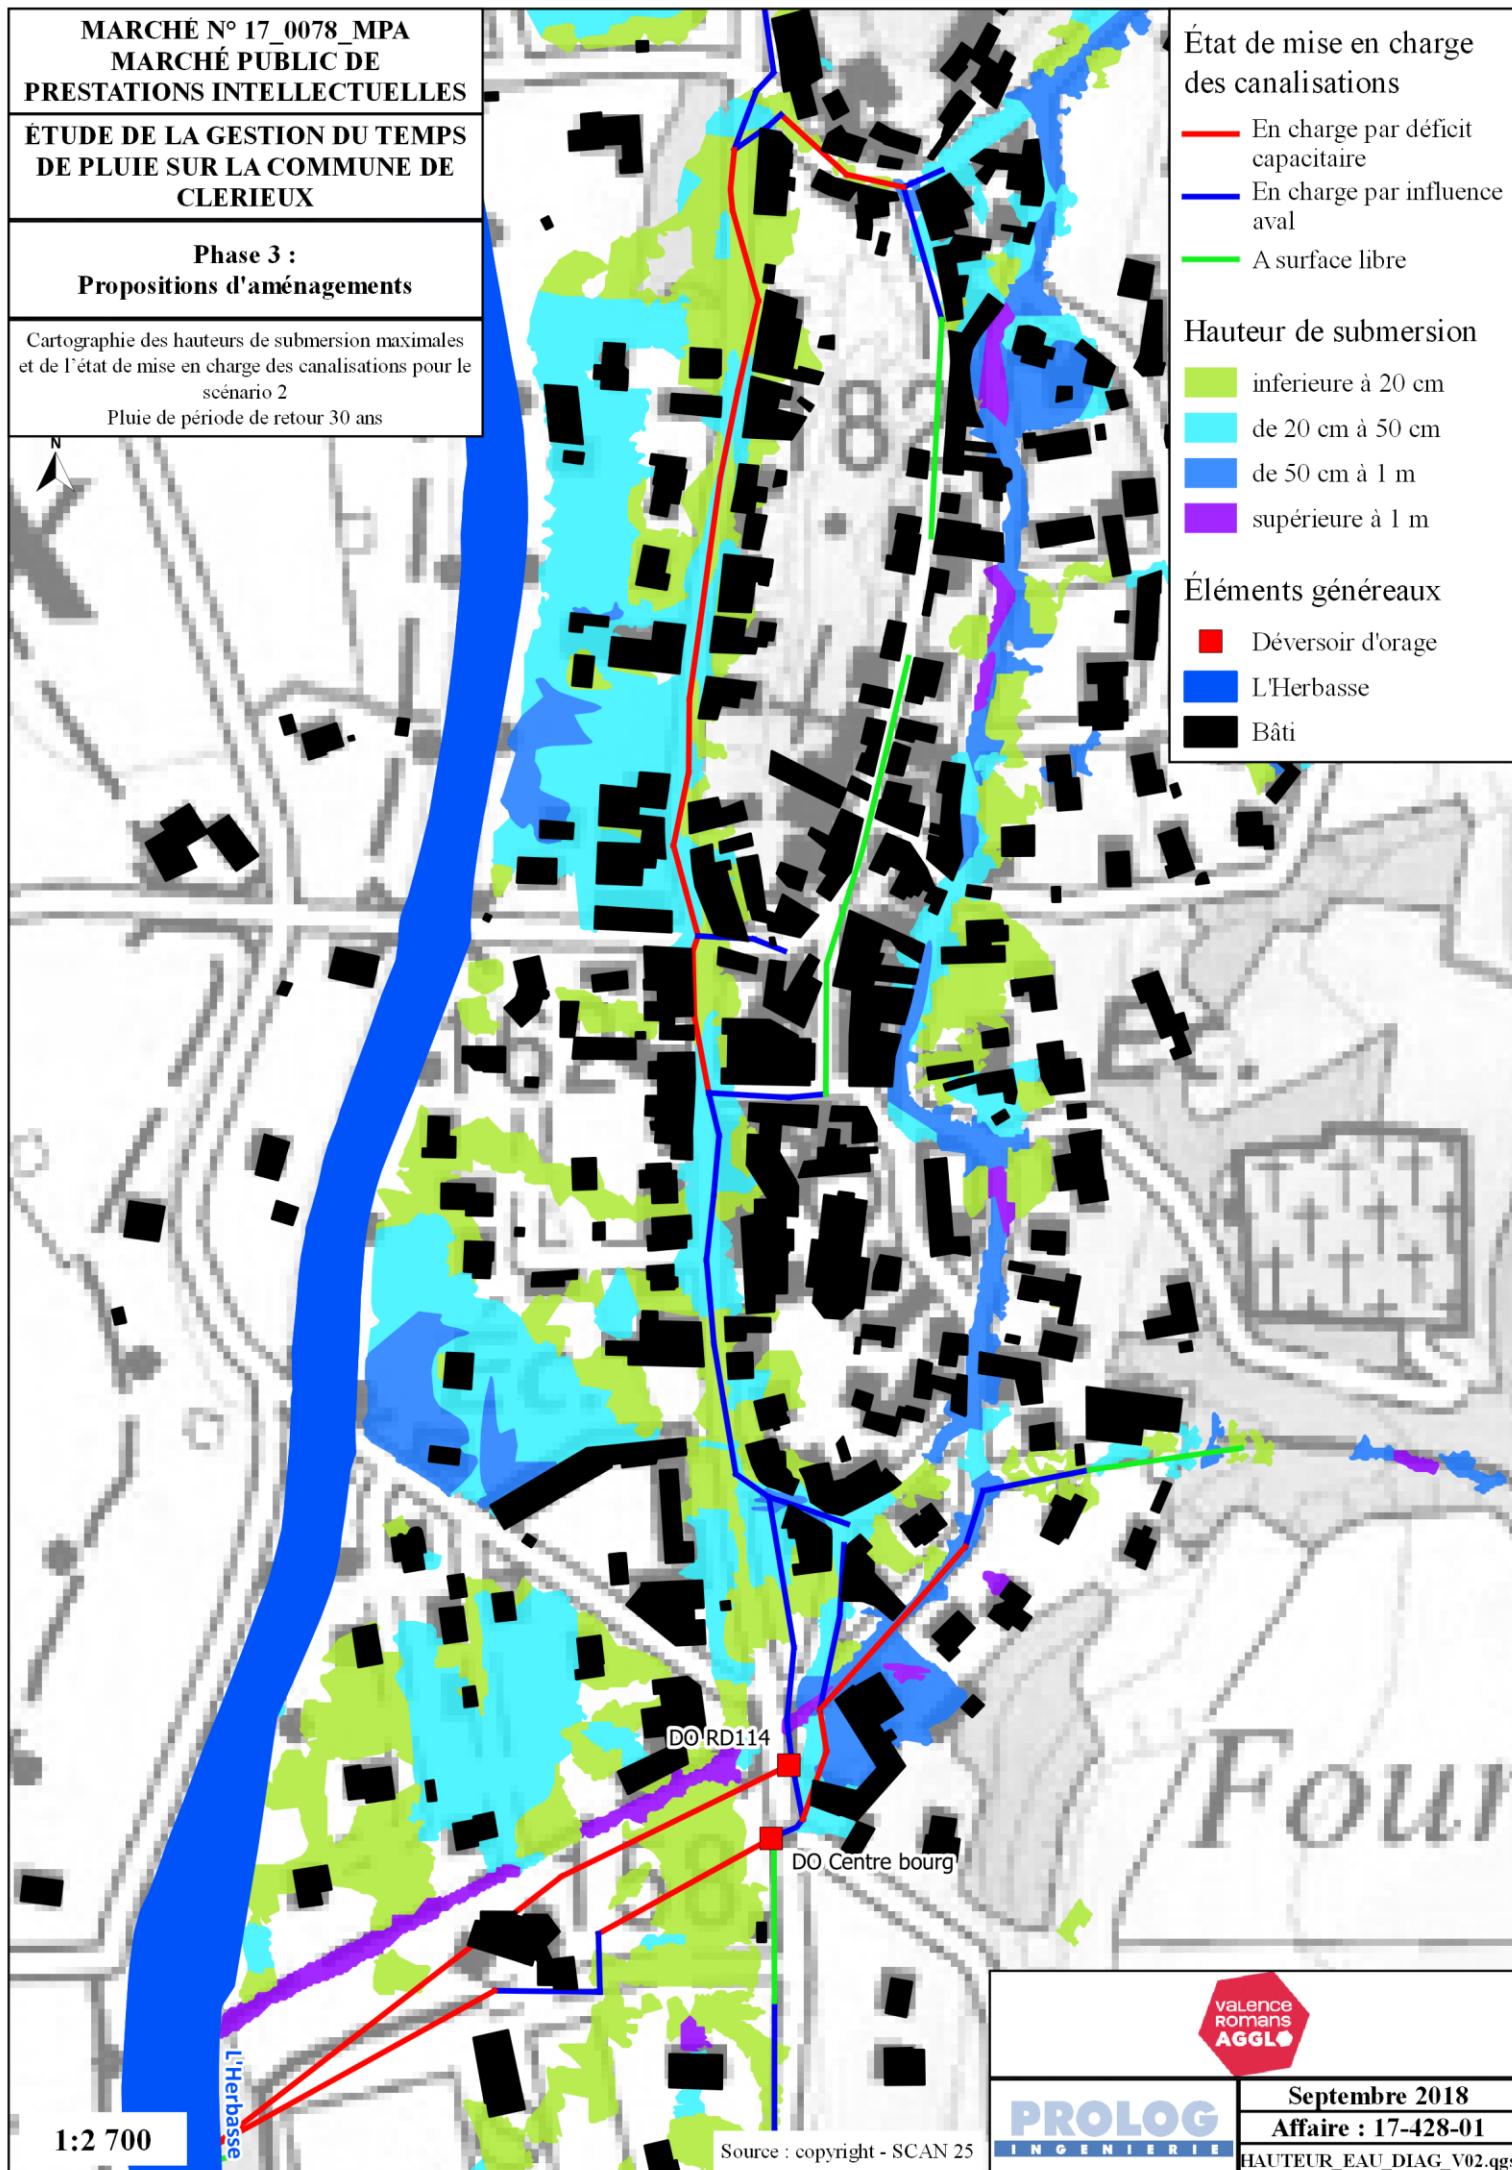 MARCHÉ N° 17_0078_MPA
MARCHÉ PUBLIC DE
PRESTATIONS INTELLECTUELLES
ÉTUDE DE LA GESTION DU TEMPS
DE PLUIE SUR LA COMMUNE DE
CLERIEUX
Phase 3 :
Propositions d'aménagements
Cartographie des hauteurs de submersion maximales
et de l'état de mise en charge des canalisations pour le
scénario 2
Pluie de période de retour 30 ans
N
État de mise en charge
des canalisations
En charge par déficit
capacitaire
En charge par influence
aval
A surface libre
Hauteur de submersion
inferieure à 20 cm
de 20 cm à 50 cm
de 50 cm à 1 m
supérieure à 1 m
Éléments généreaux
Déversoir d'orage
L'Herbasse
Bâti
DO RD114
DO Centre bourg
Four
L'Herbasse
1:2 700
Source : copyright - SCAN 25
valence
Romans
AGGLO
PROLOG
INGENIERIE
Septembre 2018
Affaire : 17-428-01
HAUTEUR_EAU_DIAG_V02.qgs